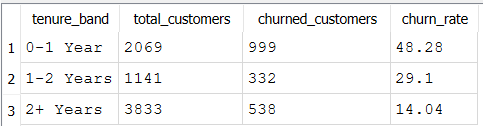 tenure_band total_customers churned_customers churn_rate
1 0-1 Year 2069 999 48.28
2 1-2 Years 1141 332 29.1
3 2+ Years 3833 538 14.04